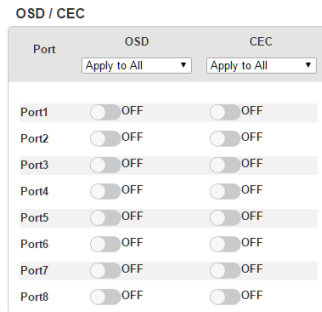 OSD / CEC
Port OSD CEC
Apply to All Apply to All
Port1 OFF OFF
Port2 OFF OFF
Port3 OFF OFF
Port4 OFF OFF
Port5 OFF OFF
Port6 OFF OFF
Port7 OFF OFF
Port8 OFF OFF